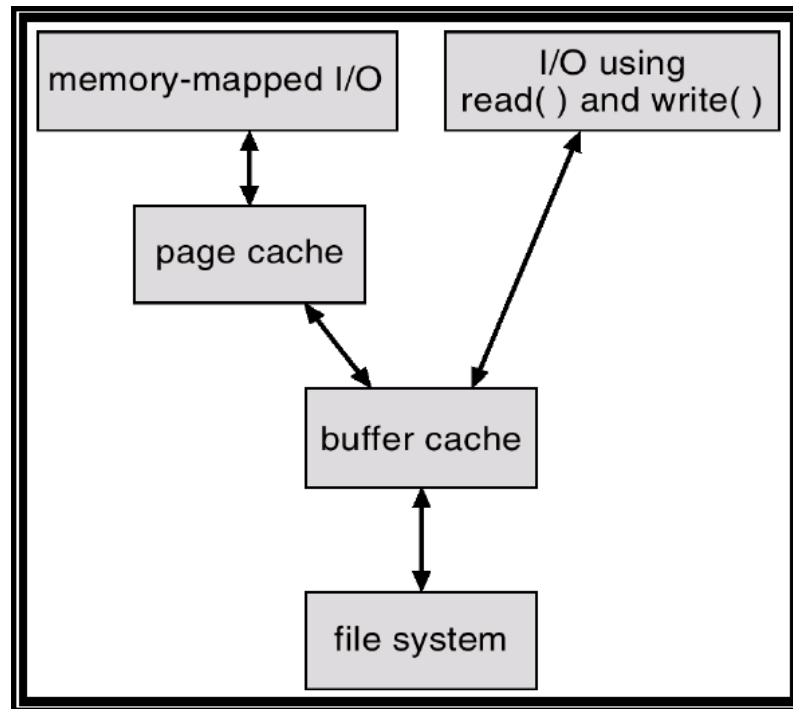 memory-mapped I/O
I/O using
read( ) and write( )
page cache
buffer cache
file system